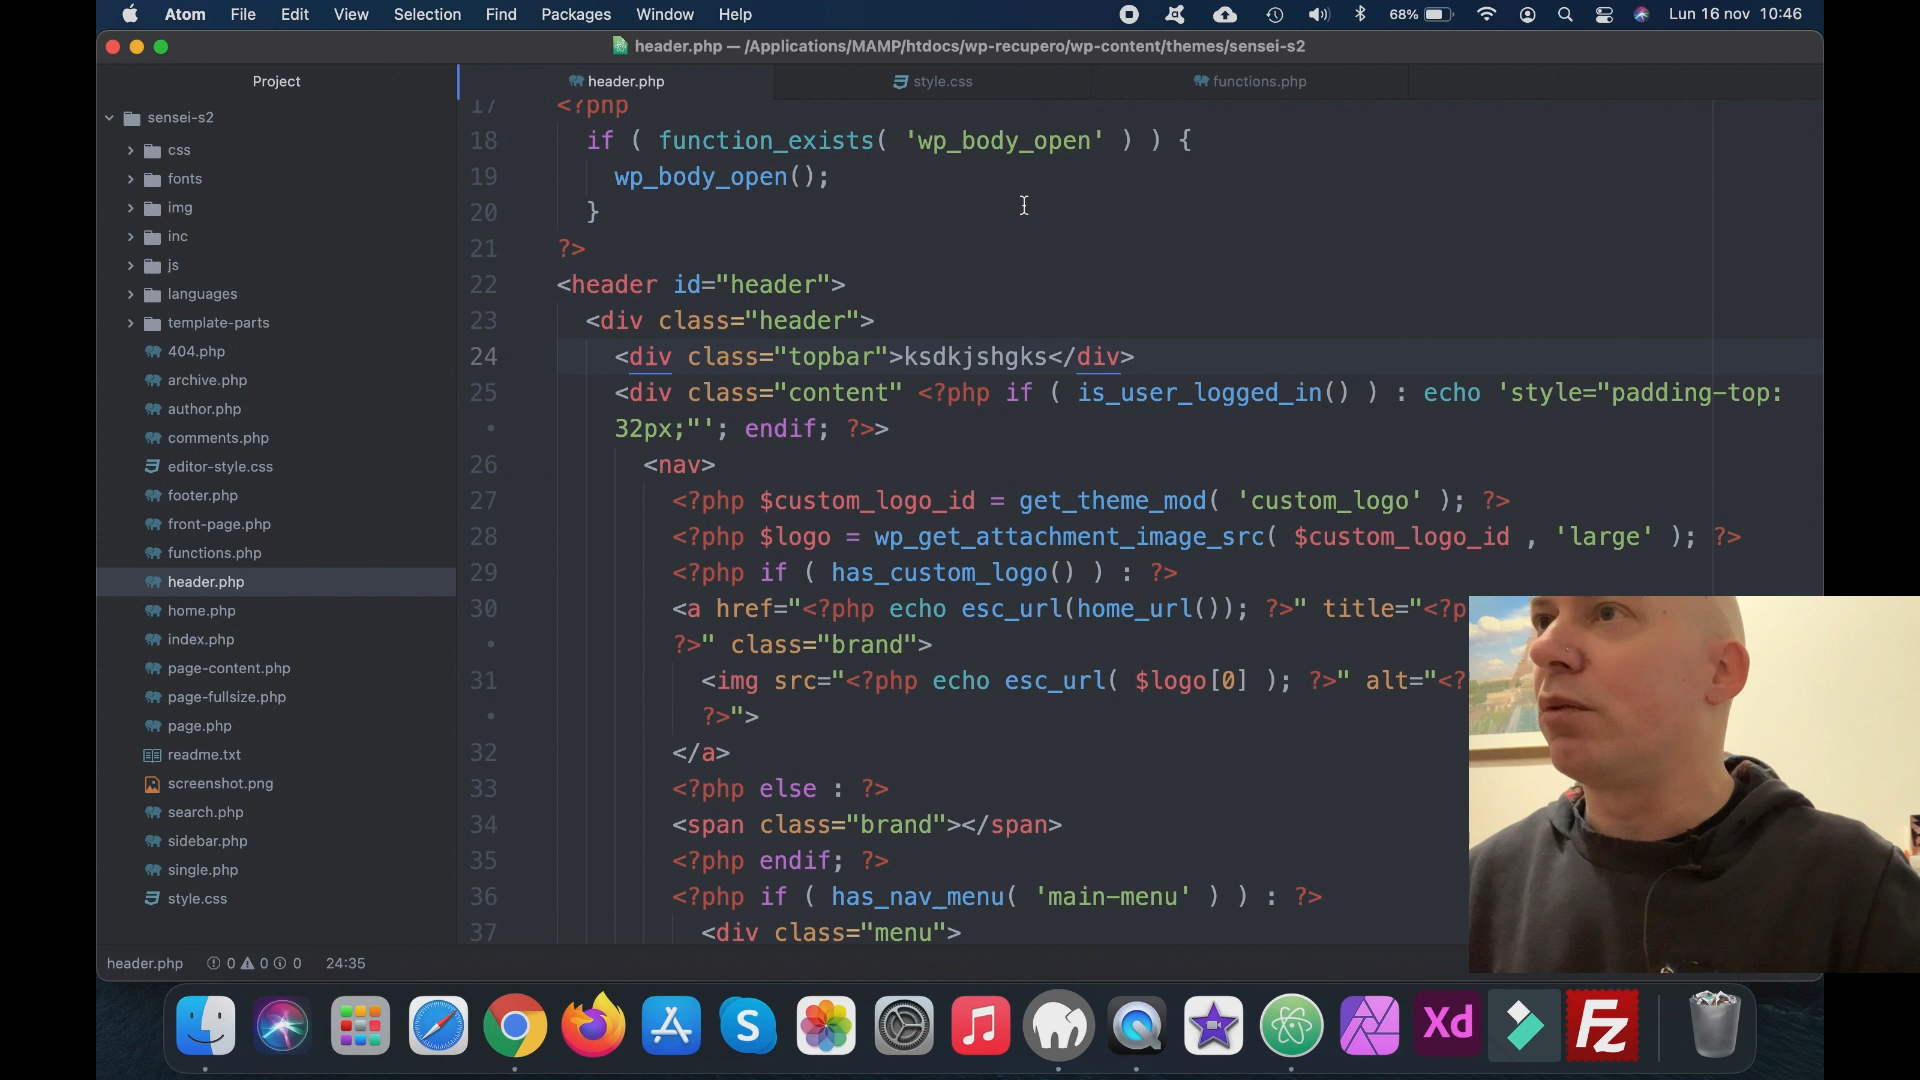 Atom File Edit View Selection Find Packages Window Help 68% Lun 16 nov 10:46
header.php — /Applications/MAMP/htdocs/wp-recupero/wp-content/themes/sensei-s2
Project
header.php
style.css
functions.php
sensei-s2
css
fonts
img
inc
js
languages
template-parts
404.php
archive.php
author.php
comments.php
editor-style.css
footer.php
front-page.php
functions.php
header.php
home.php
index.php
page-content.php
page-fullsize.php
page.php
readme.txt
screenshot.png
search.php
sidebar.php
single.php
style.css
17 <?php
18 if ( function_exists( 'wp_body_open' ) ) {
19 wp_body_open();
20 }
21 ?>
22 <header id="header">
23 <div class="header">
24 <div class="topbar">ksdkjshgks</div>
25 <div class="content" <?php if ( is_user_logged_in() ) : echo 'style="padding-top:
• 32px;"'; endif; ?>>
26 <nav>
27 <?php $custom_logo_id = get_theme_mod( 'custom_logo' ); ?>
28 <?php $logo = wp_get_attachment_image_src( $custom_logo_id , 'large' ); ?>
29 <?php if ( has_custom_logo() ) : ?>
30 <a href="<?php echo esc_url(home_url()); ?>" title="<?p
• ?>" class="brand">
31 <img src="<?php echo esc_url( $logo[0] ); ?>" alt="<?
• ?>">
32 </a>
33 <?php else : ?>
34 <span class="brand"></span>
35 <?php endif; ?>
36 <?php if ( has_nav_menu( 'main-menu' ) ) : ?>
37 <div class="menu">
header.php 0 0 0 24:35
S
Xd
Fz